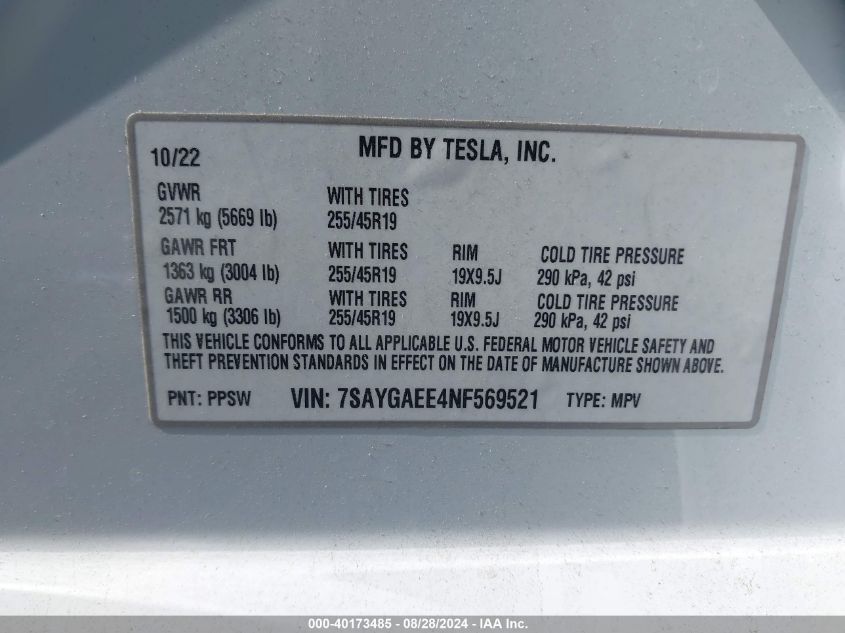 10/22 MFD BY TESLA, INC.
GVWR WITH TIRES
2571 kg (5669 lb) 255/45R19
GAWR FRT WITH TIRES RIM COLD TIRE PRESSURE
1363 kg (3004 lb) 255/45R19 19X9.5J 290 kPa, 42 psi
GAWR RR WITH TIRES RIM COLD TIRE PRESSURE
1500 kg (3306 lb) 255/45R19 19X9.5J 290 kPa, 42 psi
THIS VEHICLE CONFORMS TO ALL APPLICABLE U.S. FEDERAL MOTOR VEHICLE SAFETY AND
THEFT PREVENTION STANDARDS IN EFFECT ON THE DATE OF MANUFACTURE SHOWN ABOVE.
PNT: PPSW VIN: 7SAYGAEE4NF569521 TYPE: MPV
000-40173485 - 08/28/2024 - IAA Inc.